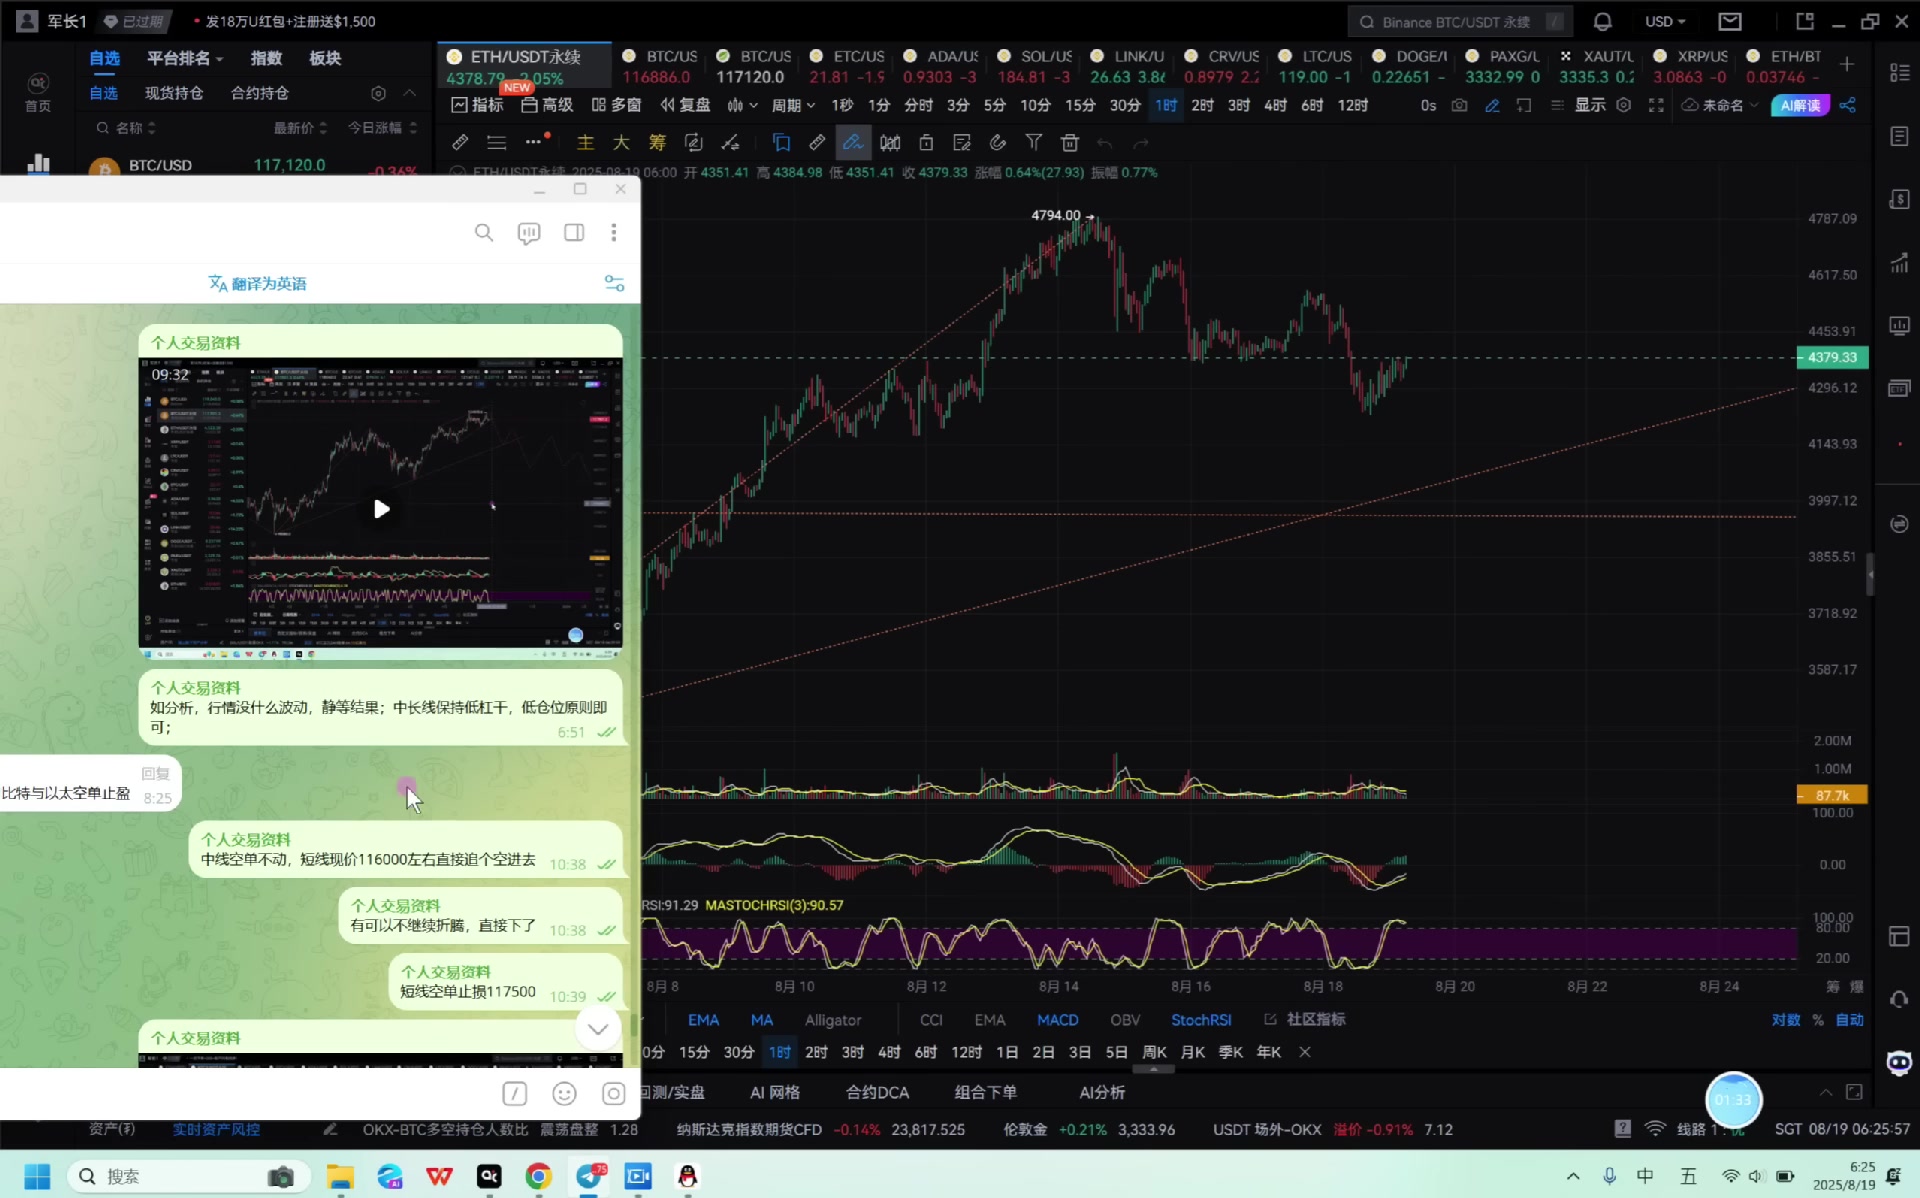 军长1 已过期 • 发18万U红包+注册送$1,500
Binance BTC/USDT 永续 /
USD
首页
自选 平台排名 指数 板块
自选 现货持仓 合约持仓
名称 最新价 今日涨幅
BTC/USD 117,120.0 -0.36%
ETH/USDT永续 BTC/US BTC/US ETC/US ADA/US SOL/US LINK/U CRV/US LTC/US DOGE/I PAXG/L XAUT/L XRP/US ETH/BT
4378.79 -2.05% 116886.0 117120.0 21.81 -1.9 0.9303 -3 184.81 -3 26.63 3.86 0.8979 2.2 119.00 -1 0.22651 - 3332.99 0 3335.3 0.2 3.0863 -0 0.03746 -
NEW
指标 高级 多窗 复盘 周期 1秒 1分 分时 3分 5分 10分 15分 30分 1时 2时 3时 4时 6时 12时 0s 显示 未命名 AI解读
主 大 筹
ETH/USDT永续 2025-08-19 06:00 开 4351.41 高 4384.98 低 4351.41 收 4379.33 涨幅 0.64%(27.93) 振幅 0.77%
4794.00
4787.09
4617.50
4453.91
4379.33
4296.12
4143.93
3997.12
3855.51
3718.92
3587.17
2.00M
1.00M
87.7k
100.00
0.00
RSI:91.29 MASTOCHRSI(3):90.57
100.00
80.00
20.00
8月 8 8月 10 8月 12 8月 14 8月 16 8月 18 8月 20 8月 22 8月 24 筹 爆
EMA MA Alligator CCI EMA MACD OBV StochRSI 社区指标 对数 % 自动
0分 15分 30分 1时 2时 3时 4时 6时 12时 1日 2日 3日 5日 周K 月K 季K 年K
回测/实盘 AI 网格 合约DCA 组合下单 AI分析
01:33
翻译为英语
个人交易资料
09:32
个人交易资料
如分析，行情没什么波动，静等结果；中长线保持低杠干，低仓位原则即
可；
6:51
回复
比特与以太空单止盈 8:25
个人交易资料
中线空单不动，短线现价116000左右直接追个空进去 10:38
个人交易资料
有可以不继续折腾，直接下了 10:38
个人交易资料
短线空单止损117500 10:39
个人交易资料
资产(₮) 实时资产风控 OKX-BTC多空持仓人数比 震荡盘整 1.28 纳斯达克指数期货CFD -0.14% 23,817.525 伦敦金 +0.21% 3,333.96 USDT 场外-OKX 溢价 -0.91% 7.12 线路 1 SGT 08/19 06:25:57
搜索
75
中 五
6:25
2025/8/19